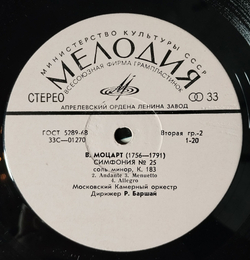 МИНИСТЕРСТВО КУЛЬТУРЫ СССР
МЕЛОДИЯ
ВСЕСОЮЗНАЯ ФИРМА ГРАМПЛАСТИНОК
СТЕРЕО 33
АПРЕЛЕВСКИЙ ОРДЕНА ЛЕНИНА ЗАВОД
ГОСТ 5289-68 Вторая гр.-2
33С—01270 1-20
В. МОЦАРТ (1756—1791)
СИМФОНИЯ № 25
соль минор, К. 183
2. Andante 3. Menuetto
4. Allegro
Московский Камерный оркестр
Дирижер Р. Баршай